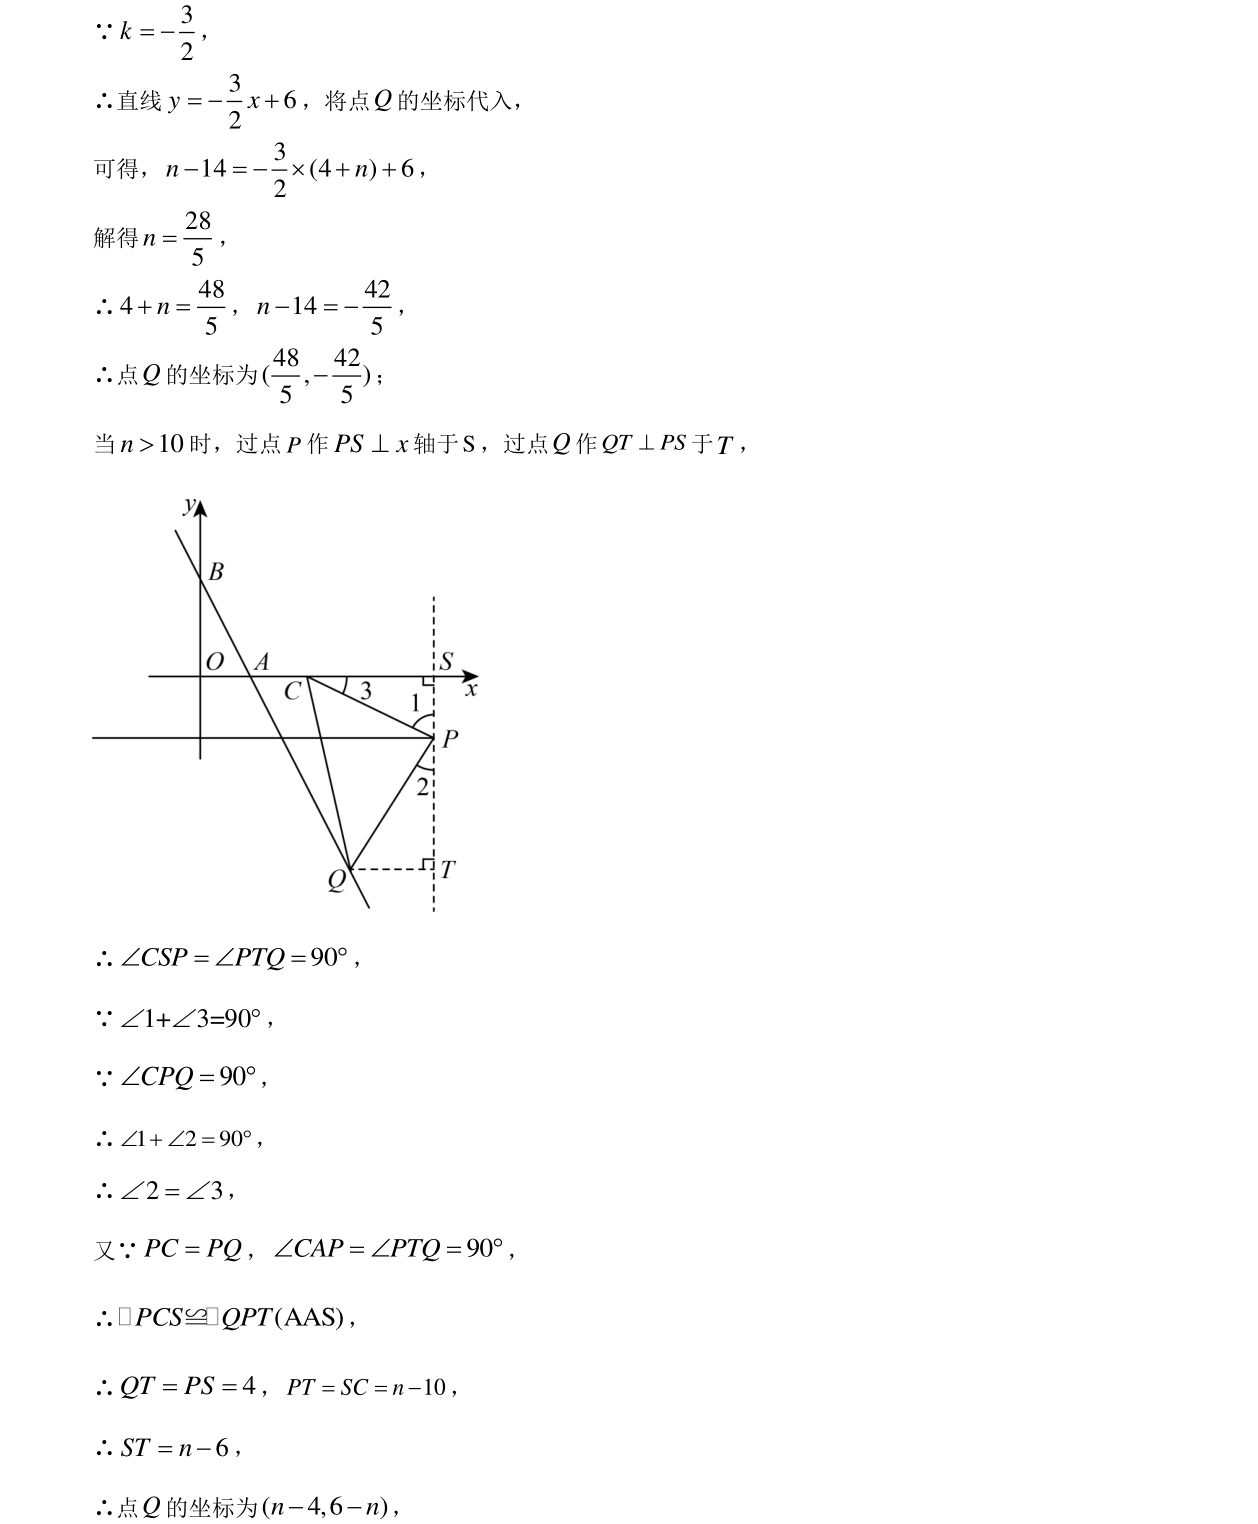 ∵k=-3/2，
∴直线 y=-3/2x+6，将点Q的坐标代入，
可得，n-14=-3/2×(4+n)+6，
解得n=28/5，
∴4+n=48/5，n-14=-42/5，
∴点Q的坐标为(48/5,-42/5)；
当n>10时，过点P作PS⊥x轴于S，过点Q作QT⊥PS于T，
y
B
O A S
C 3 x
1
P
2
Q T
∴∠CSP=∠PTQ=90°，
∵∠1+∠3=90°，
∵∠CPQ=90°，
∴∠1+∠2=90°，
∴∠2=∠3，
又∵PC=PQ，∠CAP=∠PTQ=90°，
∴□PCS≌□QPT(AAS)，
∴QT=PS=4，PT=SC=n-10，
∴ST=n-6，
∴点Q的坐标为(n-4,6-n)，